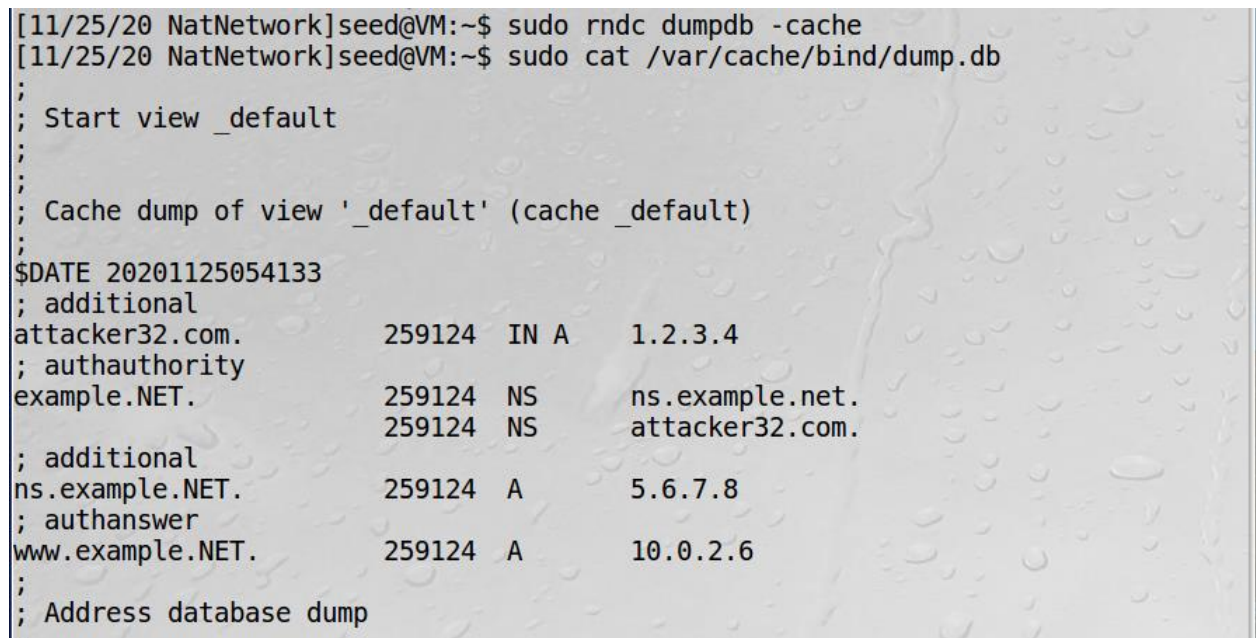 [11/25/20 NatNetwork]seed@VM:~$ sudo rndc dumpdb -cache
[11/25/20 NatNetwork]seed@VM:~$ sudo cat /var/cache/bind/dump.db
;
; Start view _default
;
;
; Cache dump of view '_default' (cache _default)
;
$DATE 20201125054133
; additional
attacker32.com. 259124 IN A 1.2.3.4
; authauthority
example.NET. 259124 NS ns.example.net.
259124 NS attacker32.com.
; additional
ns.example.NET. 259124 A 5.6.7.8
; authanswer
www.example.NET. 259124 A 10.0.2.6
;
; Address database dump